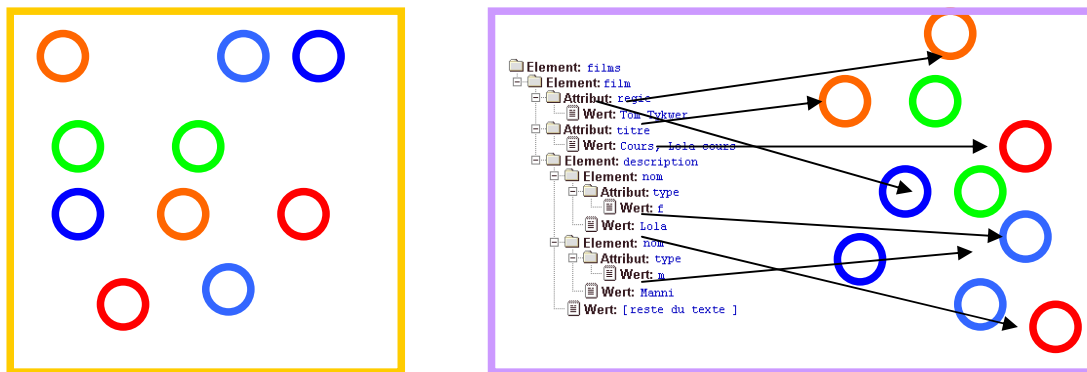 Element: films
Element: film
Attribut: regie
Wert: Tom Tykwer
Attribut: titre
Wert: Cours, Lola cours
Element: description
Element: nom
Attribut: type
Wert: f
Wert: Lola
Element: nom
Attribut: type
Wert: m
Wert: Manni
Wert: [reste du texte ]